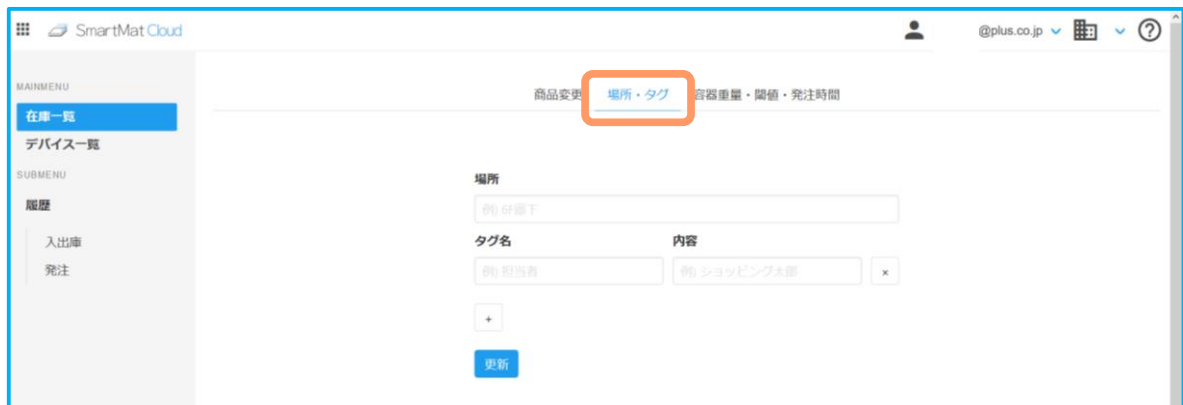 SmartMat Cloud
@plus.co.jp
MAINMENU
在庫一覧
デバイス一覧
SUBMENU
履歴
入出庫
発注
商品変更 場所・タグ 容器重量・閾値・発注時間
場所
例) 6F廊下
タグ名 内容
例) 担当者 例) ショッピング太郎 ×
+
更新